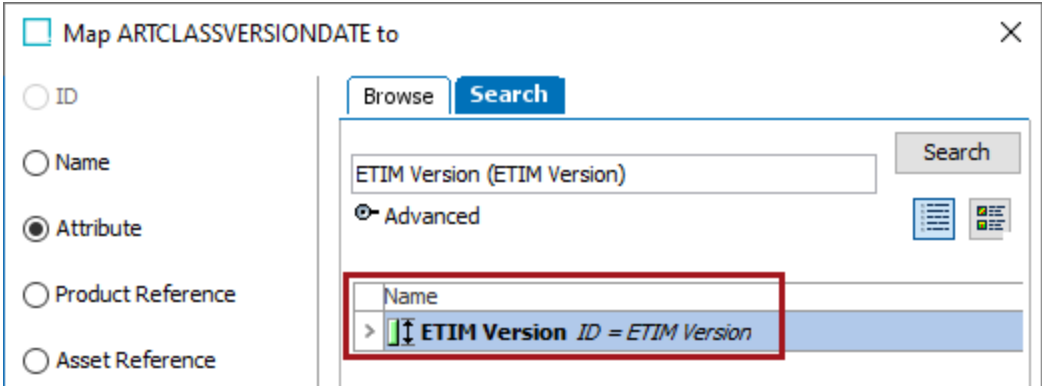 Map ARTCLASSVERSIONDATE to
ID
Name
Attribute
Product Reference
Asset Reference
Browse
Search
ETIM Version (ETIM Version)
Search
Advanced
Name
ETIM Version ID = ETIM Version